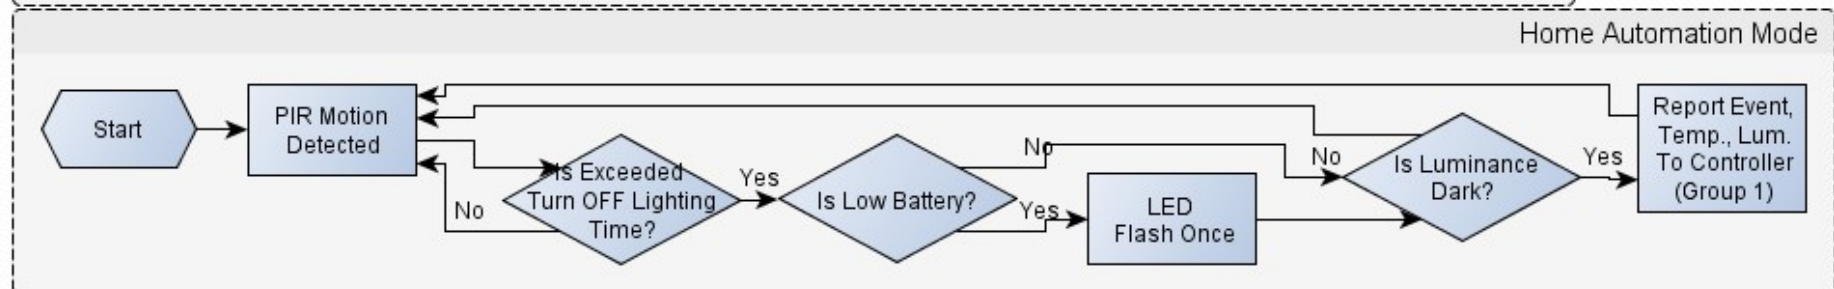 Home Automation Mode
Start
PIR Motion
Detected
No
Is Exceeded
Turn OFF Lighting
Time?
Yes
Is Low Battery?
No
Yes
LED
Flash Once
No
Is Luminance
Dark?
Yes
Report Event,
Temp., Lum.
To Controller
(Group 1)